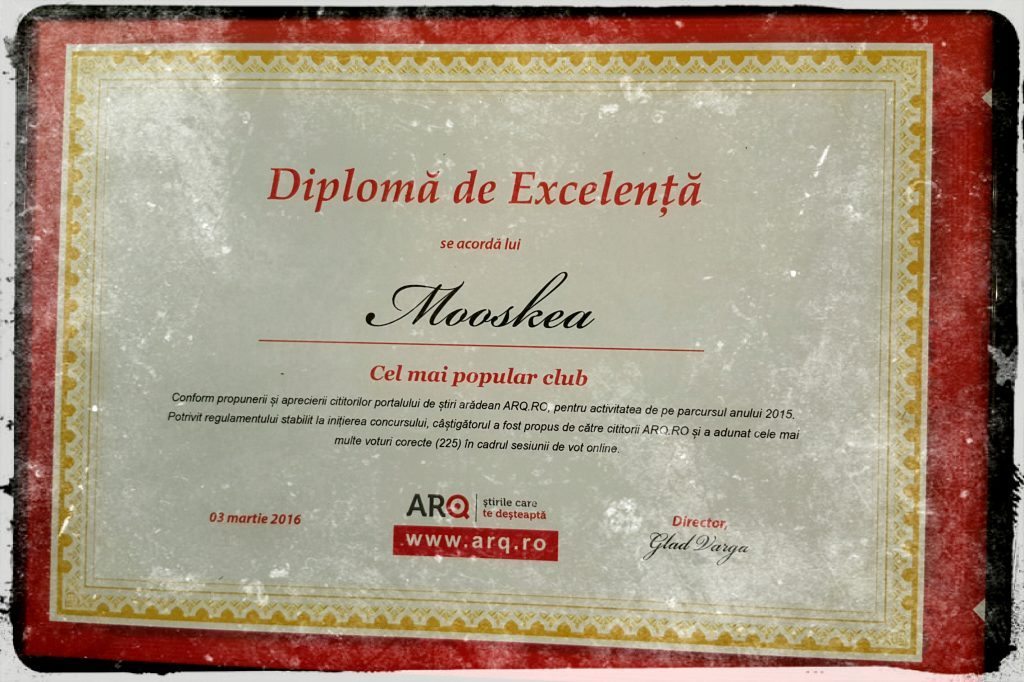 Diplomă de Excelență
se acordă lui
Mooskea
Cel mai popular club
Conform propunerii și aprecierii cititorilor portalului de știri arădean ARQ.RO, pentru activitatea de pe parcursul anului 2015.
Potrivit regulamentului stabilit la inițierea concursului, câștigătorul a fost propus de către cititorii ARQ.RO și a adunat cele mai
multe voturi corecte (225) în cadrul sesiunii de vot online.
03 martie 2016
ARQ
știrile care
te deșteaptă
www.arq.ro
Director,
Glad Varga